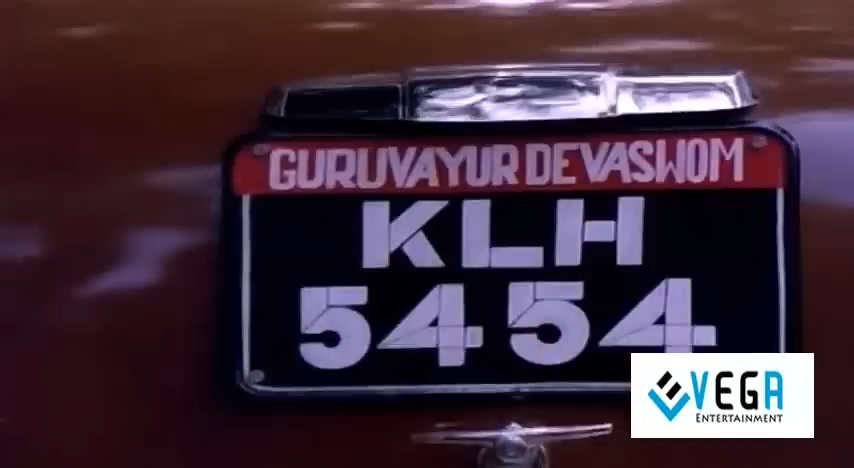 GURUVAYUR DEVASWOM
KLH
5454
VEGA
ENTERTAINMENT